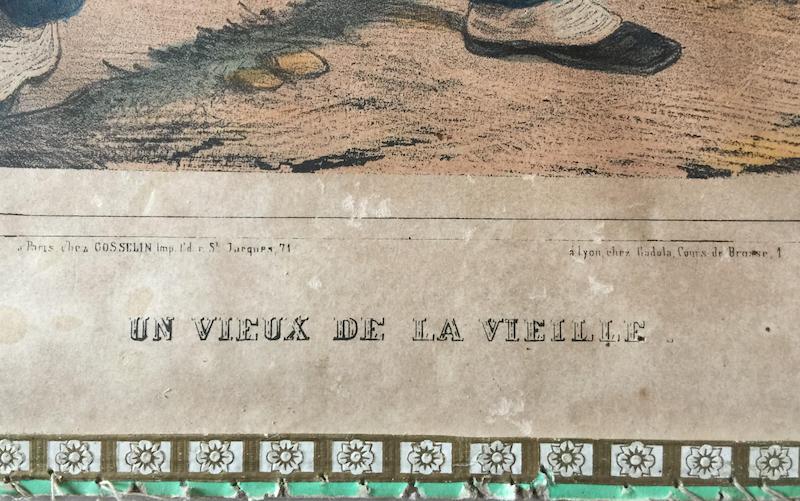 à Paris, chez GOSSELIN Imp. Éd. r. St. Jacques, 71
à Lyon, chez Gadola, Cours de Brosse, 1
UN VIEUX DE LA VIEILLE.